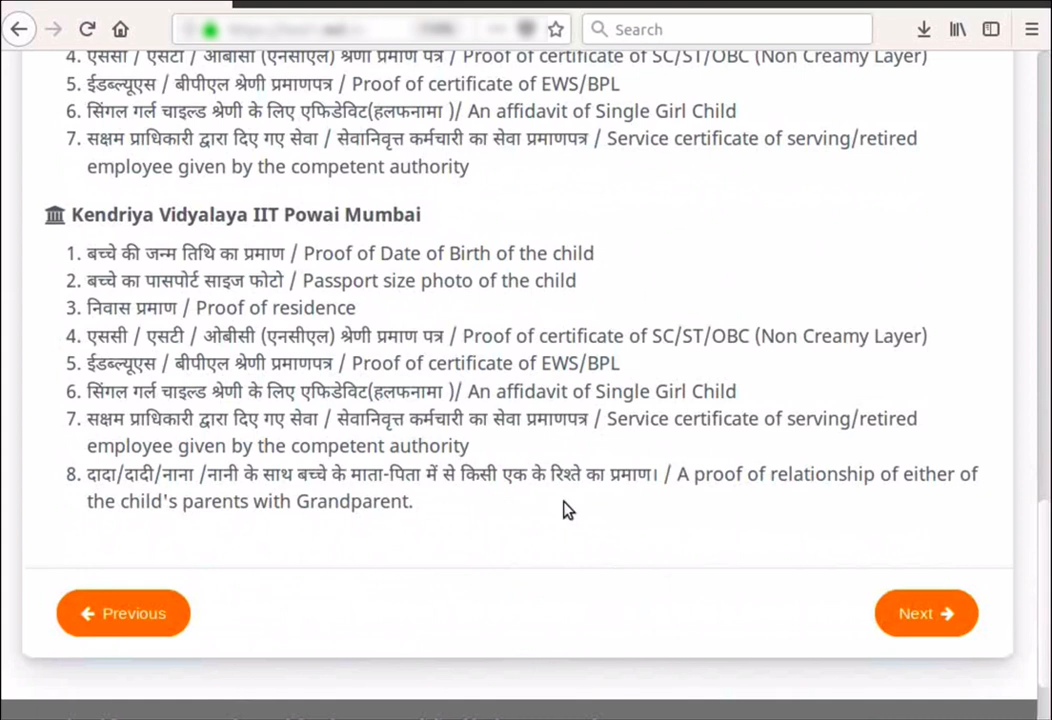 Search
4. एससी / एसटी / ओबीसी (एनसीएल) श्रेणी प्रमाण पत्र / Proof of certificate of SC/ST/OBC (Non Creamy Layer)
5. ईडब्ल्यूएस / बीपीएल श्रेणी प्रमाणपत्र / Proof of certificate of EWS/BPL
6. सिंगल गर्ल चाइल्ड श्रेणी के लिए एफिडेविट(हलफनामा )/ An affidavit of Single Girl Child
7. सक्षम प्राधिकारी द्वारा दिए गए सेवा / सेवानिवृत्त कर्मचारी का सेवा प्रमाणपत्र / Service certificate of serving/retired
employee given by the competent authority
Kendriya Vidyalaya IIT Powai Mumbai
1. बच्चे की जन्म तिथि का प्रमाण / Proof of Date of Birth of the child
2. बच्चे का पासपोर्ट साइज फोटो / Passport size photo of the child
3. निवास प्रमाण / Proof of residence
4. एससी / एसटी / ओबीसी (एनसीएल) श्रेणी प्रमाण पत्र / Proof of certificate of SC/ST/OBC (Non Creamy Layer)
5. ईडब्ल्यूएस / बीपीएल श्रेणी प्रमाणपत्र / Proof of certificate of EWS/BPL
6. सिंगल गर्ल चाइल्ड श्रेणी के लिए एफिडेविट(हलफनामा )/ An affidavit of Single Girl Child
7. सक्षम प्राधिकारी द्वारा दिए गए सेवा / सेवानिवृत्त कर्मचारी का सेवा प्रमाणपत्र / Service certificate of serving/retired
employee given by the competent authority
8. दादा/दादी/नाना /नानी के साथ बच्चे के माता-पिता में से किसी एक के रिश्ते का प्रमाण। / A proof of relationship of either of
the child's parents with Grandparent.
Previous
Next